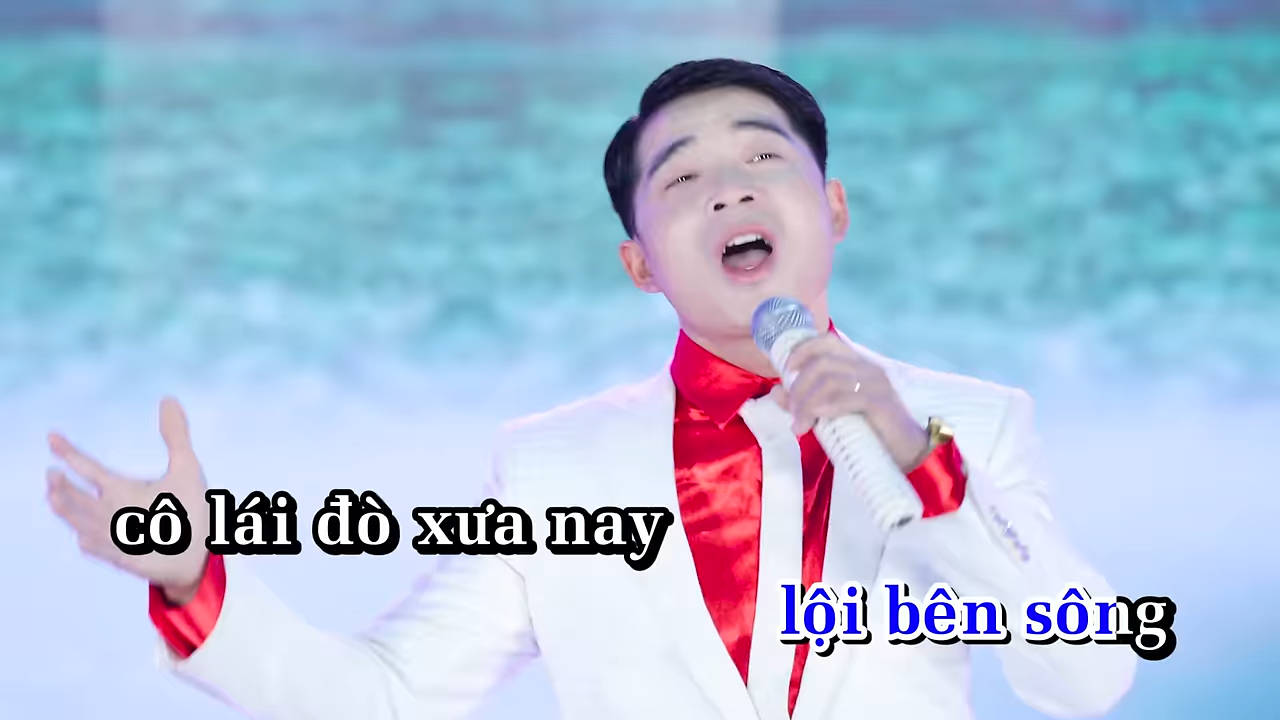 cô lái đò xưa nay
lội bên sông